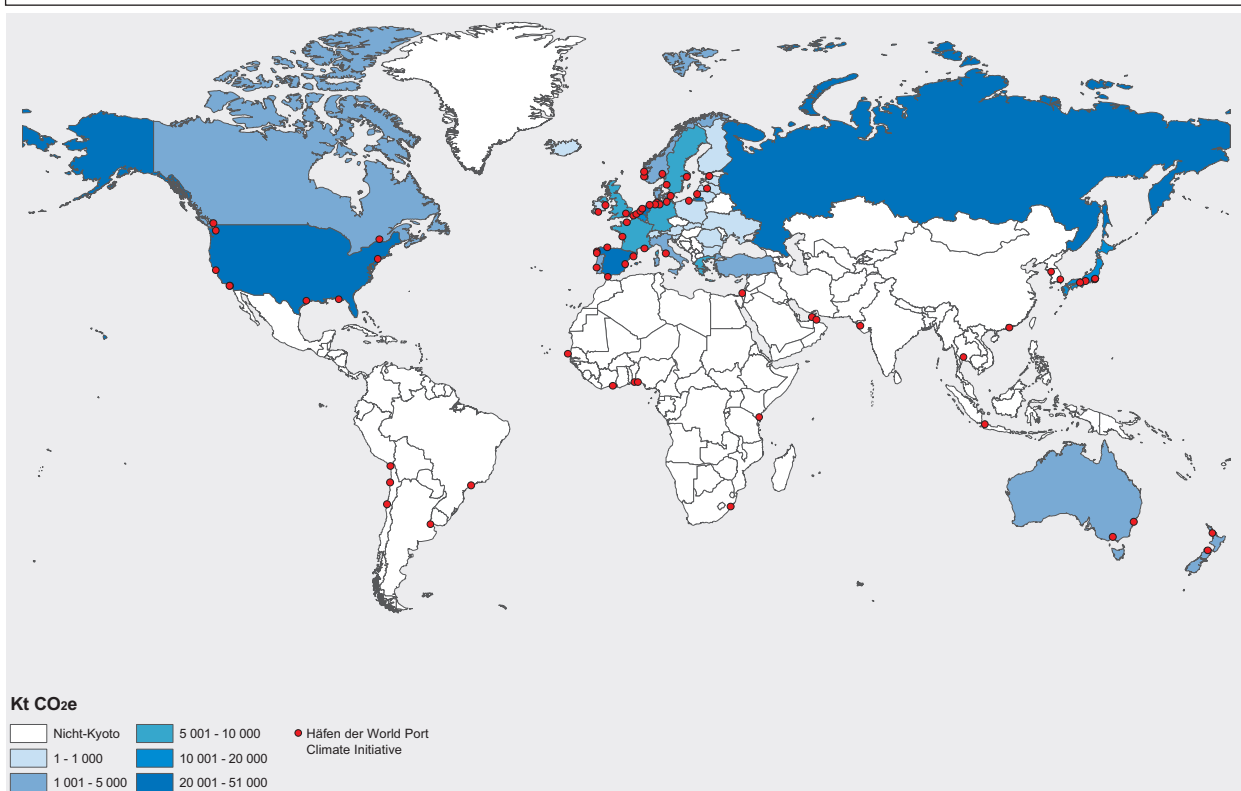 Kt CO₂e
Nicht-Kyoto
1 - 1 000
1 001 - 5 000
5 001 - 10 000
10 001 - 20 000
20 001 - 51 000
Häfen der World Port
Climate Initiative